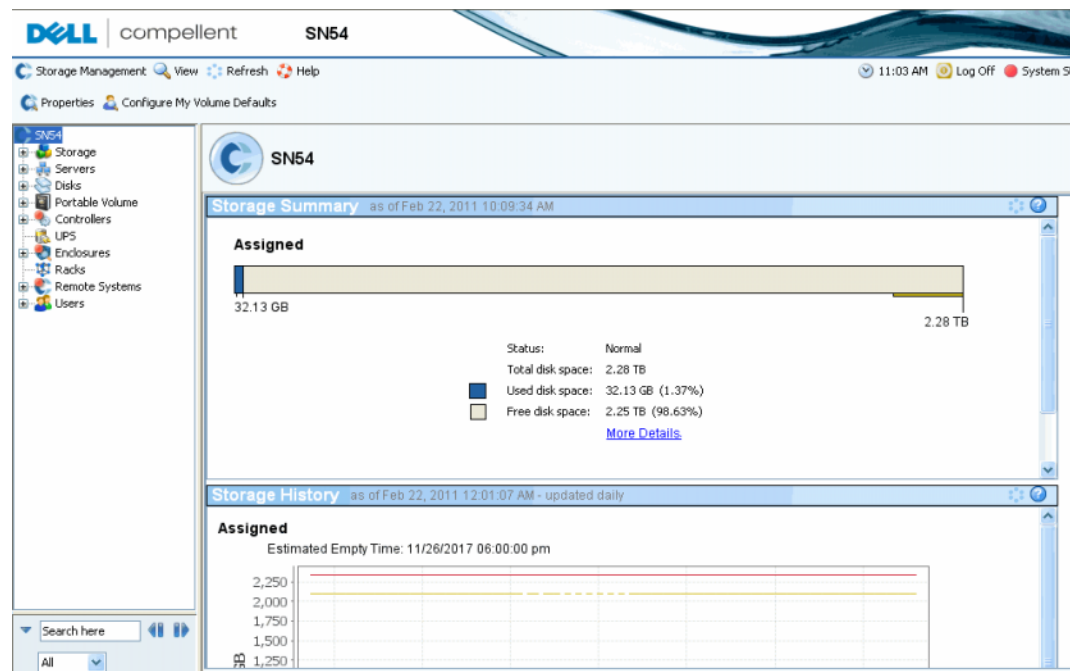 DELL compellent SN54
Storage Management View Refresh Help 11:03 AM Log Off System S
Properties Configure My Volume Defaults
SN54
Storage
Servers
Disks
Portable Volume
Controllers
UPS
Enclosures
Racks
Remote Systems
Users
Search here
All
SN54
Storage Summary as of Feb 22, 2011 10:09:34 AM
Assigned
32.13 GB
2.28 TB
Status: Normal
Total disk space: 2.28 TB
Used disk space: 32.13 GB (1.37%)
Free disk space: 2.25 TB (98.63%)
More Details.
Storage History as of Feb 22, 2011 12:01:07 AM - updated daily
Assigned
Estimated Empty Time: 11/26/2017 06:00:00 pm
2,250
2,000
1,750
1,500
1,250
GB